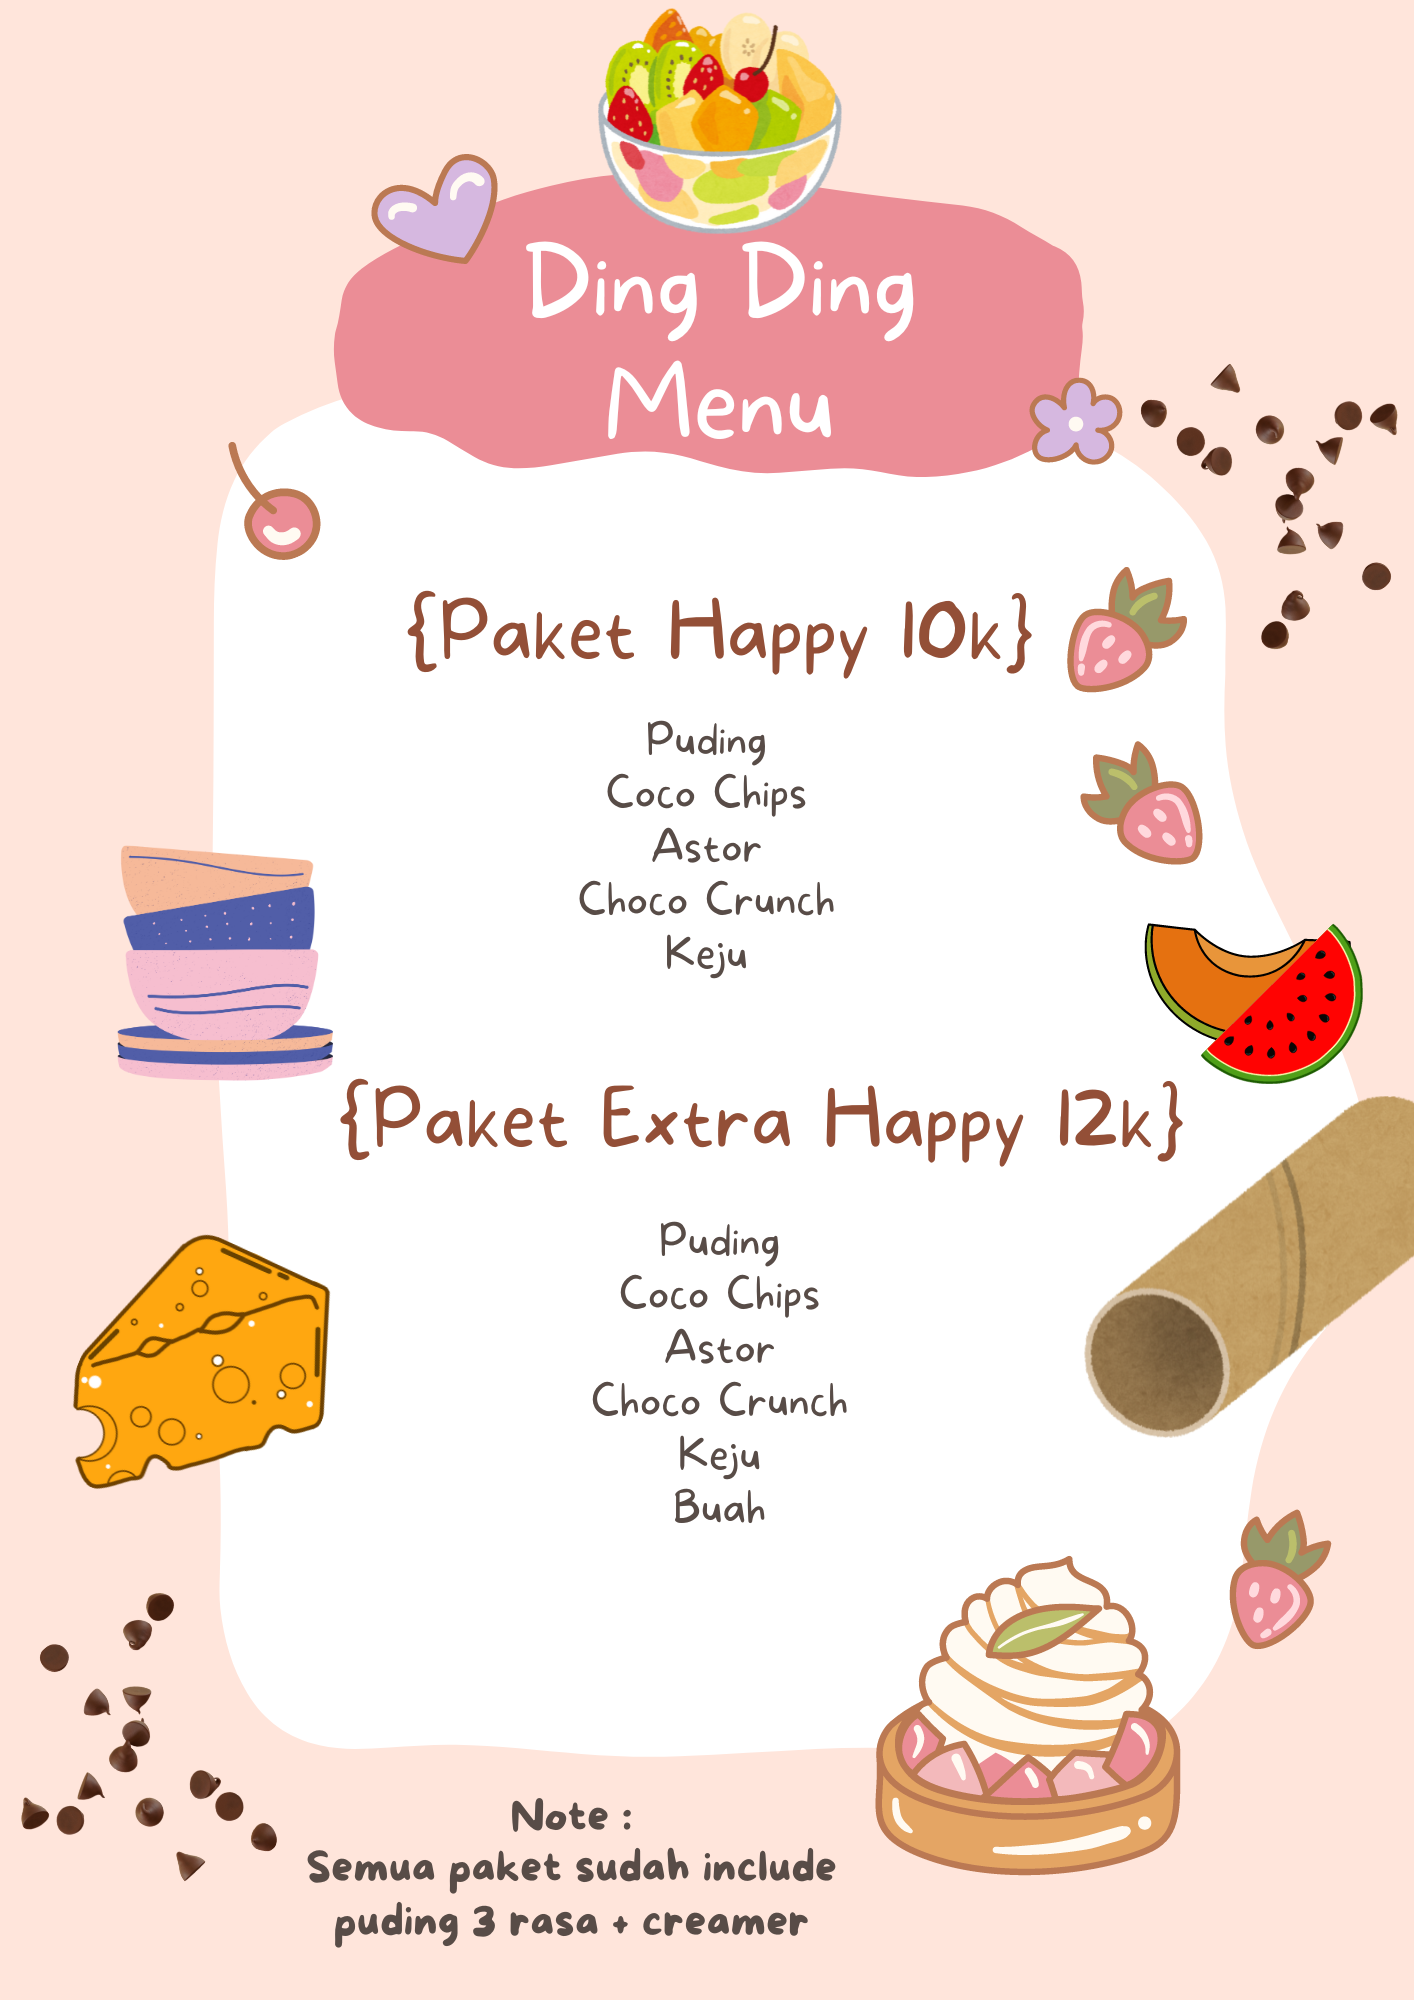 Ding Ding
Menu
{Paket Happy 10k}
Puding
Coco Chips
Astor
Choco Crunch
Keju
{Paket Extra Happy 12k}
Puding
Coco Chips
Astor
Choco Crunch
Keju
Buah
Note :
Semua paket sudah include
puding 3 rasa + creamer